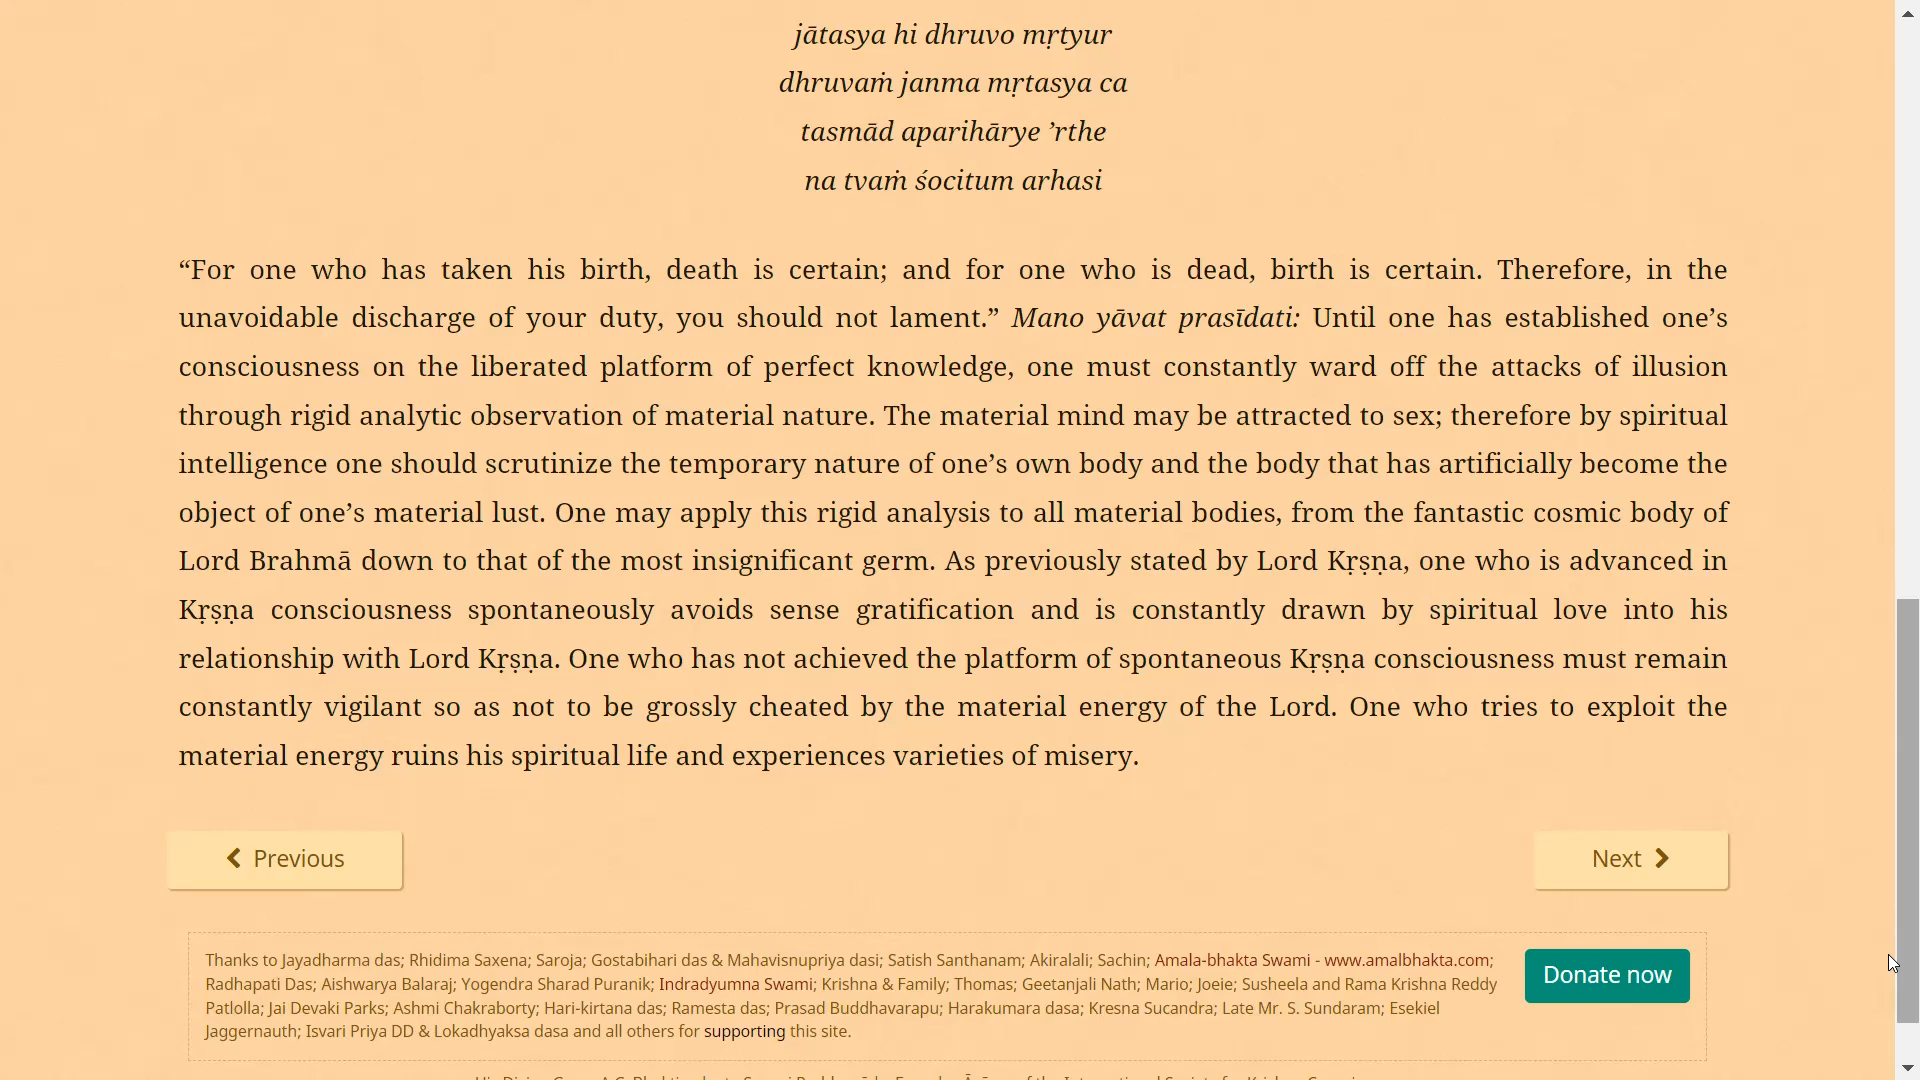 jātasya hi dhruvo mṛtyur
dhruvaṁ janma mṛtasya ca
tasmād aparihārye ’rthe
na tvaṁ śocitum arhasi
“For one who has taken his birth, death is certain; and for one who is dead, birth is certain. Therefore, in the
unavoidable discharge of your duty, you should not lament.” Mano yāvat prasīdati: Until one has established one’s
consciousness on the liberated platform of perfect knowledge, one must constantly ward off the attacks of illusion
through rigid analytic observation of material nature. The material mind may be attracted to sex; therefore by spiritual
intelligence one should scrutinize the temporary nature of one’s own body and the body that has artificially become the
object of one’s material lust. One may apply this rigid analysis to all material bodies, from the fantastic cosmic body of
Lord Brahmā down to that of the most insignificant germ. As previously stated by Lord Kṛṣṇa, one who is advanced in
Kṛṣṇa consciousness spontaneously avoids sense gratification and is constantly drawn by spiritual love into his
relationship with Lord Kṛṣṇa. One who has not achieved the platform of spontaneous Kṛṣṇa consciousness must remain
constantly vigilant so as not to be grossly cheated by the material energy of the Lord. One who tries to exploit the
material energy ruins his spiritual life and experiences varieties of misery.
Previous
Next
Thanks to Jayadharma das; Rhidima Saxena; Saroja; Gostabihari das & Mahavisnupriya dasi; Satish Santhanam; Akiralali; Sachin; Amala-bhakta Swami - www.amalbhakta.com;
Radhapati Das; Aishwarya Balaraj; Yogendra Sharad Puranik; Indradyumna Swami; Krishna & Family; Thomas; Geetanjali Nath; Mario; Joeie; Susheela and Rama Krishna Reddy
Patlolla; Jai Devaki Parks; Ashmi Chakraborty; Hari-kirtana das; Ramesta das; Prasad Buddhavarapu; Harakumara dasa; Kresna Sucandra; Late Mr. S. Sundaram; Esekiel
Jaggernauth; Isvari Priya DD & Lokadhyaksa dasa and all others for supporting this site.
Donate now